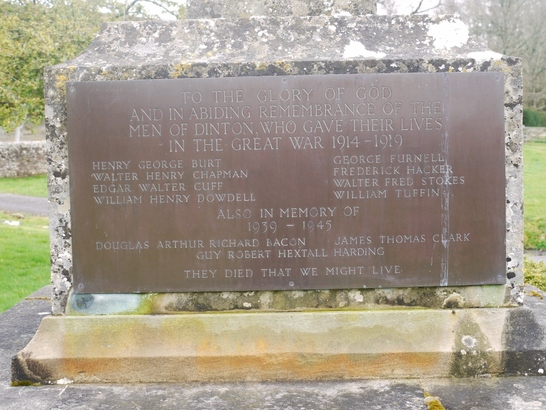 TO THE GLORY OF GOD
AND IN ABIDING REMEMBRANCE OF THE
MEN OF DINTON, WHO GAVE THEIR LIVES
IN THE GREAT WAR 1914-1919
HENRY GEORGE BURT GEORGE FURNELL
WALTER HENRY CHAPMAN FREDERICK HACKER
EDGAR WALTER CUFF WALTER FRED STOKES
WILLIAM HENRY DOWDELL WILLIAM TUFFIN
ALSO IN MEMORY OF
1939 - 1945
DOUGLAS ARTHUR RICHARD BACON JAMES THOMAS CLARK
GUY ROBERT HEXTALL HARDING
THEY DIED THAT WE MIGHT LIVE